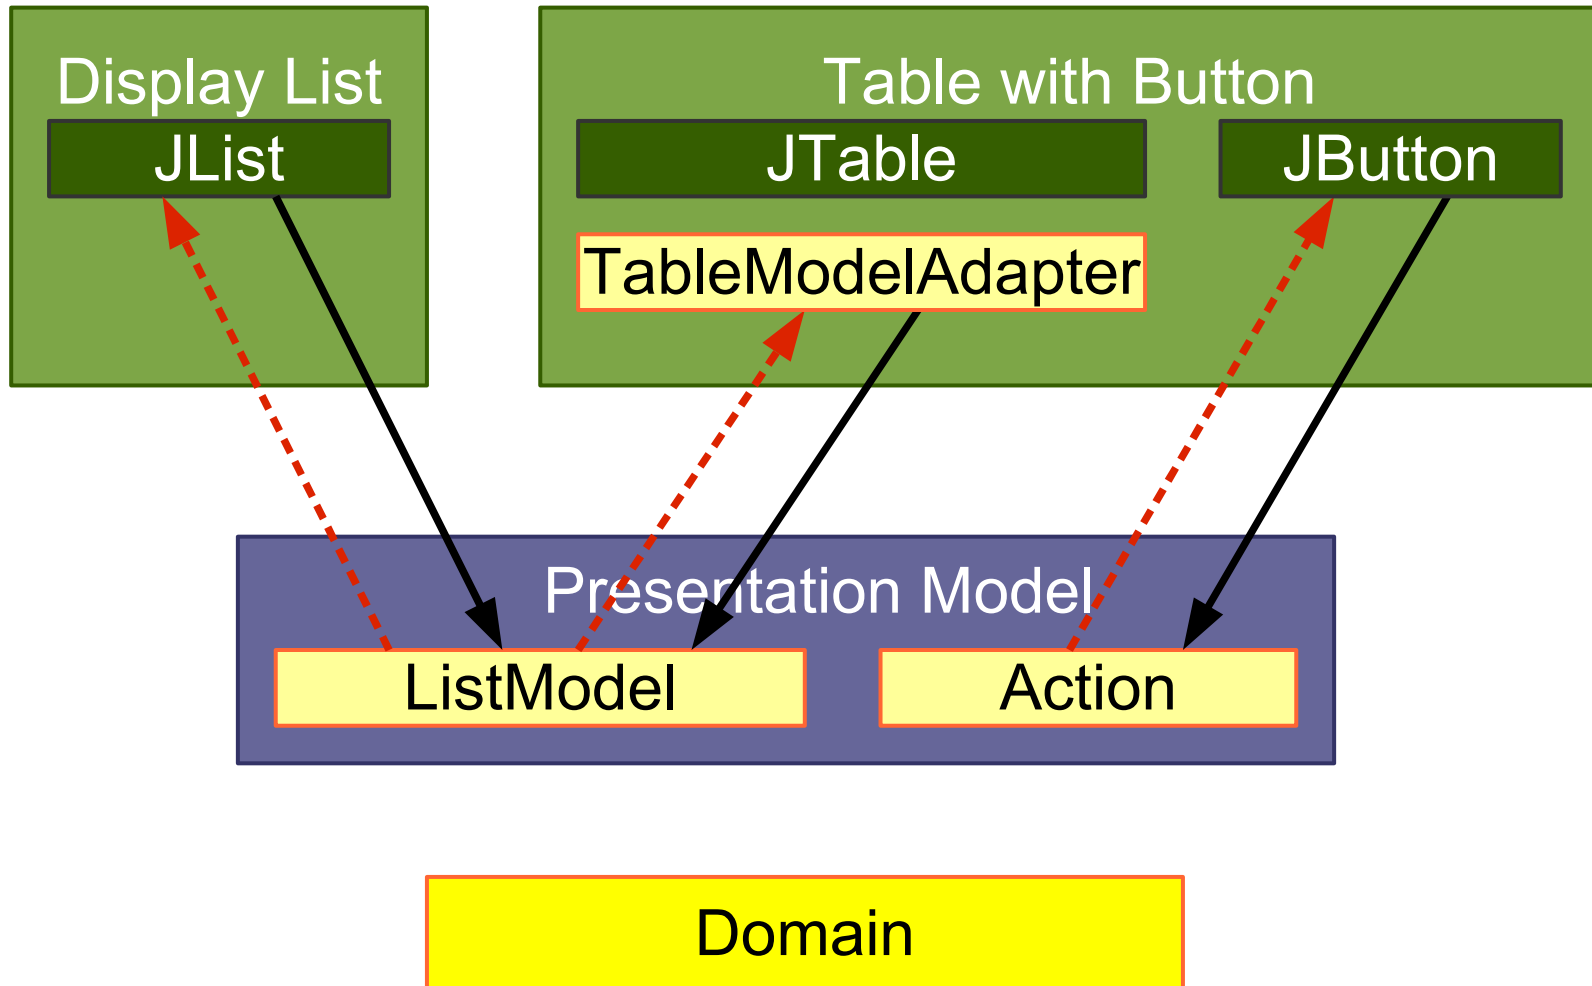 Display List
JList
Table with Button
JTable
JButton
TableModelAdapter
Presentation Model
ListModel
Action
Domain